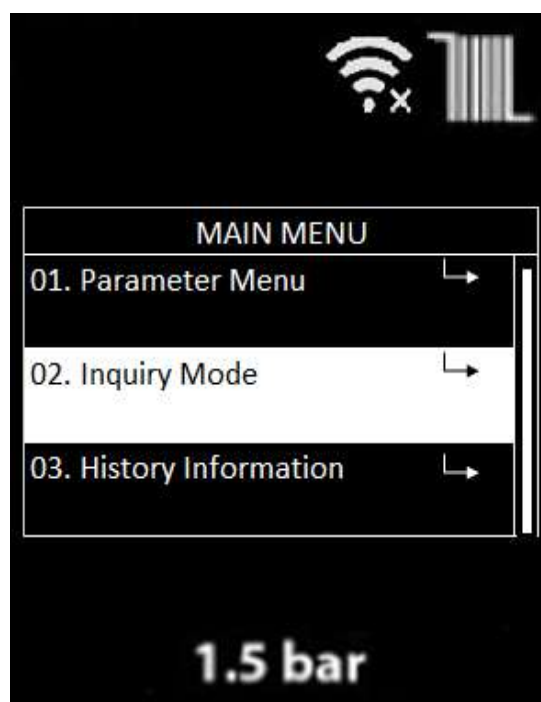 MAIN MENU
01. Parameter Menu
02. Inquiry Mode
03. History Information
1.5 bar